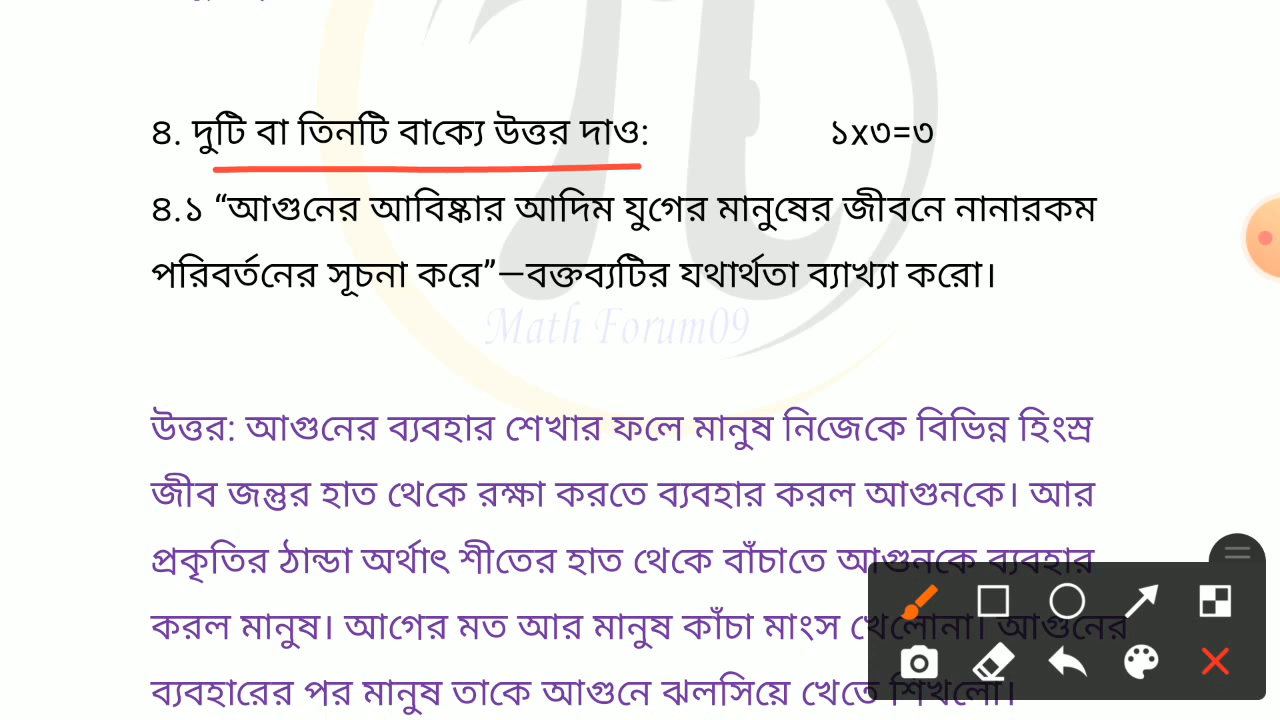 ৪. দুটি বা তিনটি বাক্যে উত্তর দাও: ১x৩=৩
৪.১ “আগুনের আবিষ্কার আদিম যুগের মানুষের জীবনে নানারকম
পরিবর্তনের সূচনা করে”—বক্তব্যটির যথার্থতা ব্যাখ্যা করো।
Math Forum09
উত্তর: আগুনের ব্যবহার শেখার ফলে মানুষ নিজেকে বিভিন্ন হিংস্র
জীব জন্তুর হাত থেকে রক্ষা করতে ব্যবহার করল আগুনকে। আর
প্রকৃতির ঠান্ডা অর্থাৎ শীতের হাত থেকে বাঁচাতে আগুনকে ব্যবহার
করল মানুষ। আগের মত আর মানুষ কাঁচা মাংস খেলোনা। আগুনের
ব্যবহারের পর মানুষ তাকে আগুনে ঝলসিয়ে খেতে শিখলো।